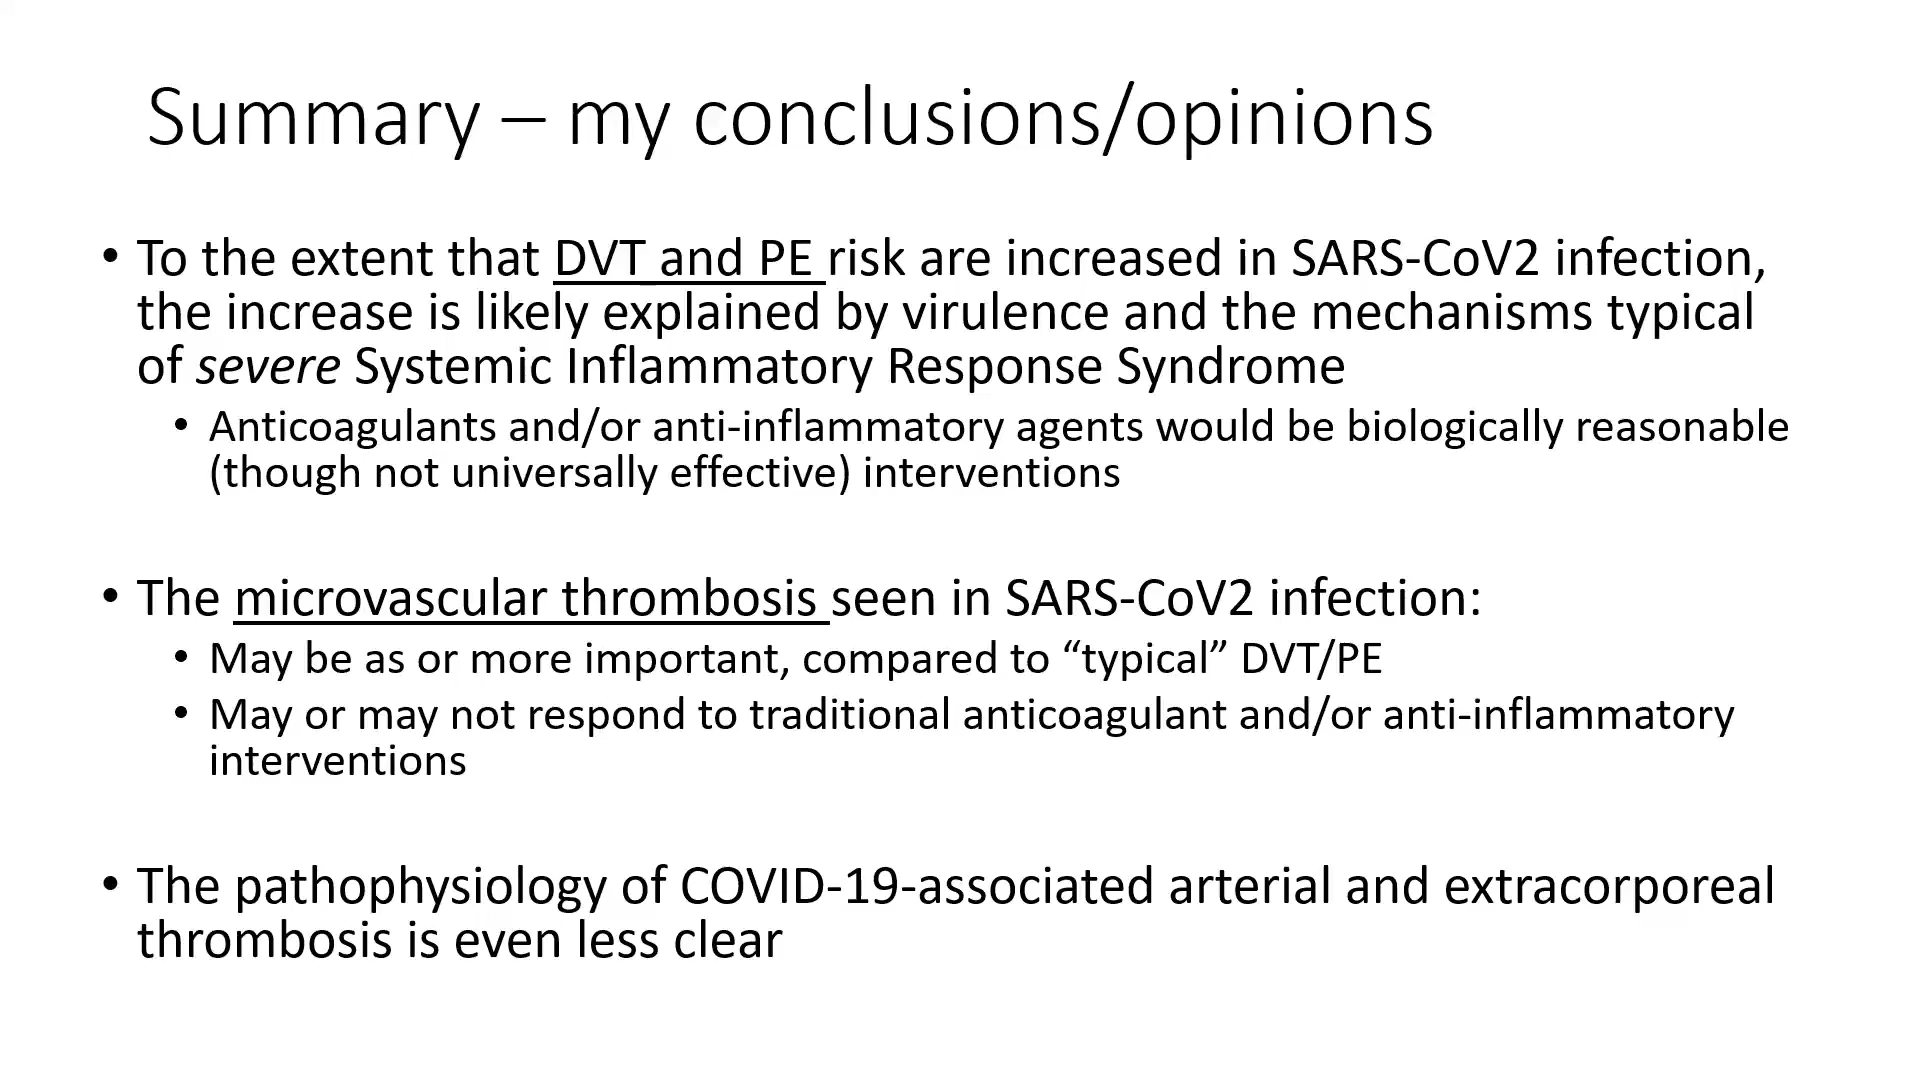 Summary – my conclusions/opinions
• To the extent that DVT and PE risk are increased in SARS-CoV2 infection,
the increase is likely explained by virulence and the mechanisms typical
of severe Systemic Inflammatory Response Syndrome
• Anticoagulants and/or anti-inflammatory agents would be biologically reasonable
(though not universally effective) interventions
• The microvascular thrombosis seen in SARS-CoV2 infection:
• May be as or more important, compared to “typical” DVT/PE
• May or may not respond to traditional anticoagulant and/or anti-inflammatory
interventions
• The pathophysiology of COVID-19-associated arterial and extracorporeal
thrombosis is even less clear